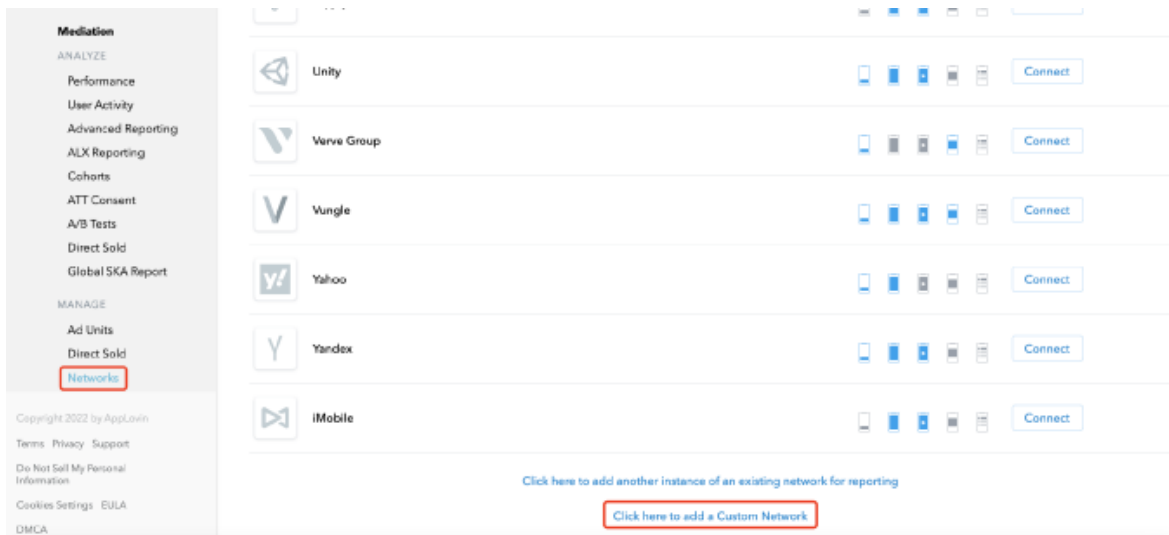 Mediation
ANALYZE
Performance
User Activity
Advanced Reporting
ALX Reporting
Cohorts
ATT Consent
A/B Tests
Direct Sold
Global SKA Report
MANAGE
Ad Units
Direct Sold
Networks
Copyright 2022 by AppLovin
Terms Privacy Support
Do Not Sell My Personal
Information
Cookies Settings EULA
DMCA
Unity Connect
Verve Group Connect
Vungle Connect
y! Yahoo Connect
Yandex Connect
iMobile Connect
Click here to add another instance of an existing network for reporting
Click here to add a Custom Network